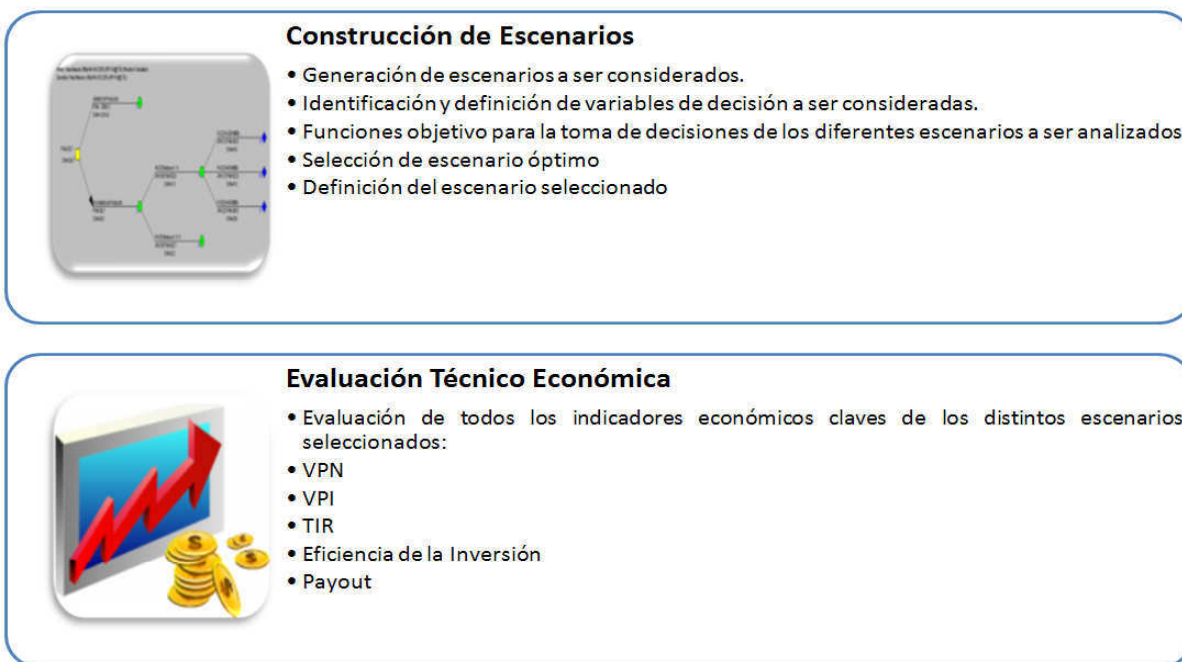 Construcción de Escenarios
• Generación de escenarios a ser considerados.
• Identificación y definición de variables de decisión a ser consideradas.
• Funciones objetivo para la toma de decisiones de los diferentes escenarios a ser analizados
• Selección de escenario óptimo
• Definición del escenario seleccionado
Evaluación Técnico Económica
• Evaluación de todos los indicadores económicos claves de los distintos escenarios
seleccionados:
• VPN
• VPI
• TIR
• Eficiencia de la Inversión
• Payout